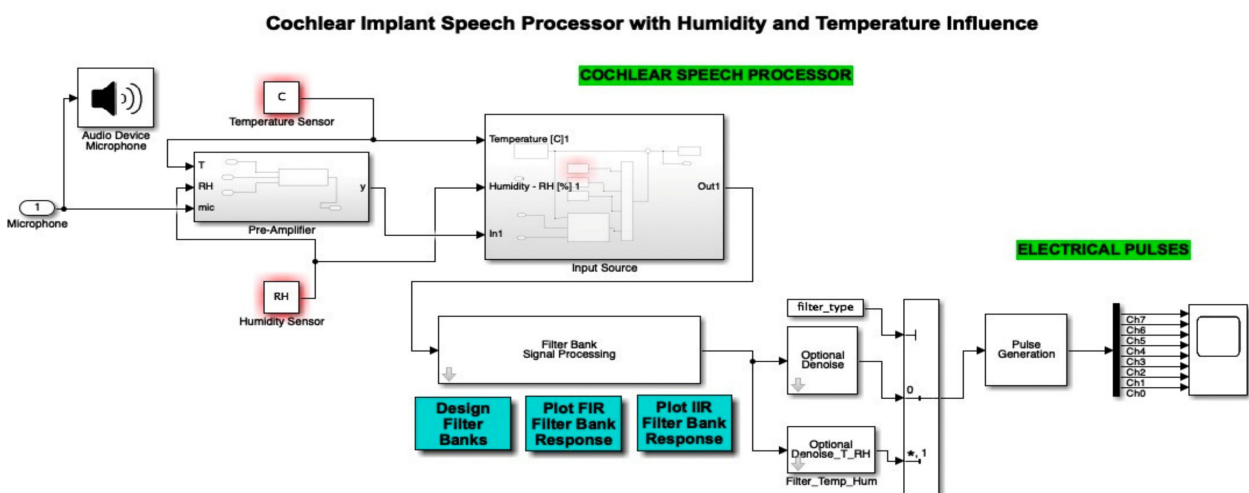 Cochlear Implant Speech Processor with Humidity and Temperature Influence
COCHLEAR SPEECH PROCESSOR
Audio Device
Microphone
C
Temperature Sensor
T
RH
mic
y
Pre-Amplifier
1
Microphone
RH
Humidity Sensor
Temperature [C]1
Humidity - RH [%] 1
In1
Out1
Input Source
ELECTRICAL PULSES
Filter Bank
Signal Processing
Design
Filter
Banks
Plot FIR
Filter Bank
Response
Plot IIR
Filter Bank
Response
filter_type
Optional
Denoise
0
Optional
Denoise_T_RH
Filter_Temp_Hum
*, 1
Pulse
Generation
Ch7
Ch6
Ch5
Ch4
Ch3
Ch2
Ch1
Ch0